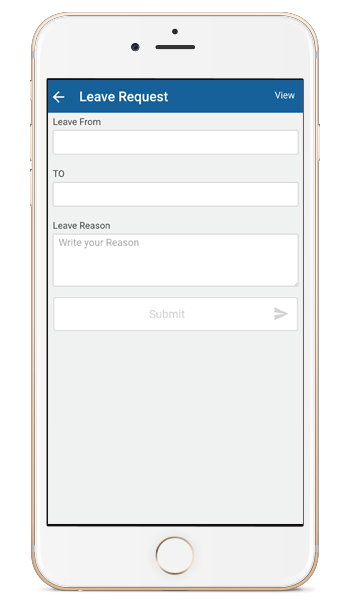 Leave Request
View
Leave From
TO
Leave Reason
Write your Reason
Submit